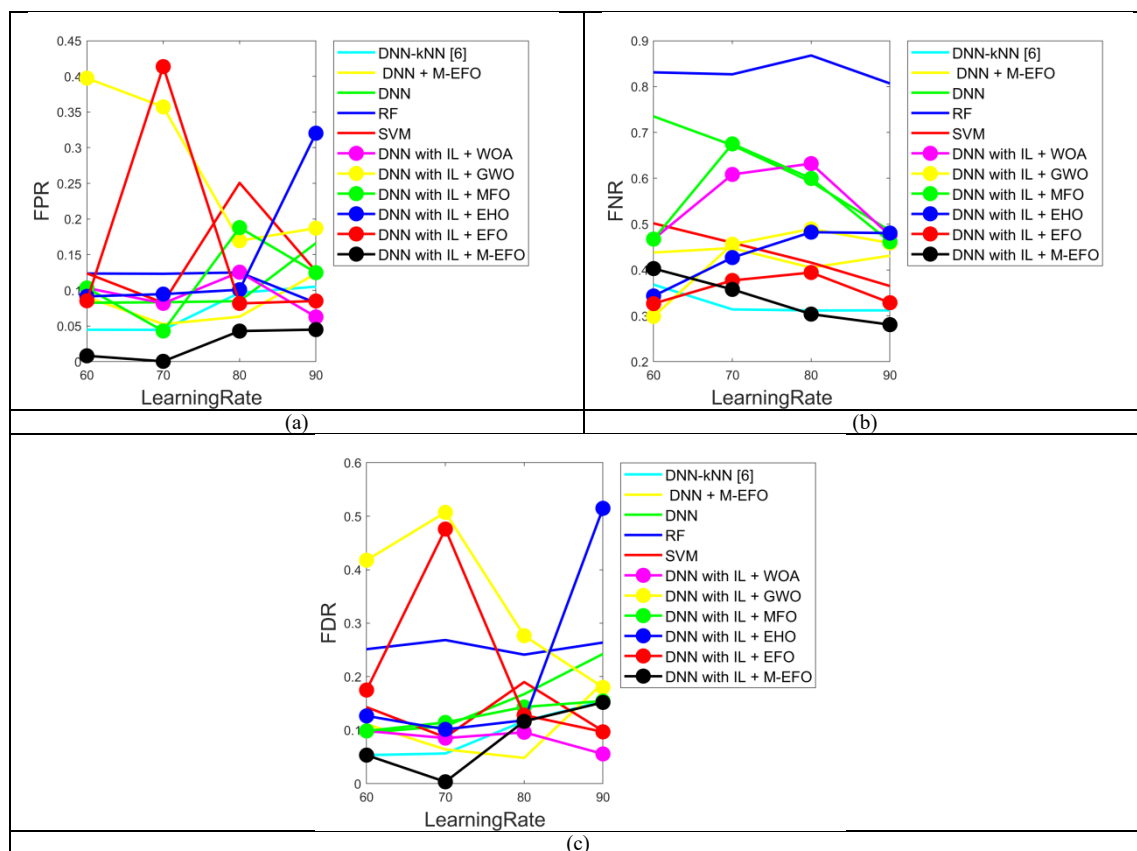 0.45
0.4
0.35
0.3
0.25
0.2
0.15
0.1
0.05
0
FPR
60
70
80
90
LearningRate
DNN-kNN [6]
DNN + M-EFO
DNN
RF
SVM
DNN with IL + WOA
DNN with IL + GWO
DNN with IL + MFO
DNN with IL + EHO
DNN with IL + EFO
DNN with IL + M-EFO
(a)
0.9
0.8
0.7
0.6
0.5
0.4
0.3
0.2
FNR
60
70
80
90
LearningRate
DNN-kNN [6]
DNN + M-EFO
DNN
RF
SVM
DNN with IL + WOA
DNN with IL + GWO
DNN with IL + MFO
DNN with IL + EHO
DNN with IL + EFO
DNN with IL + M-EFO
(b)
0.6
0.5
0.4
0.3
0.2
0.1
0
FDR
60
70
80
90
LearningRate
DNN-kNN [6]
DNN + M-EFO
DNN
RF
SVM
DNN with IL + WOA
DNN with IL + GWO
DNN with IL + MFO
DNN with IL + EHO
DNN with IL + EFO
DNN with IL + M-EFO
(c)